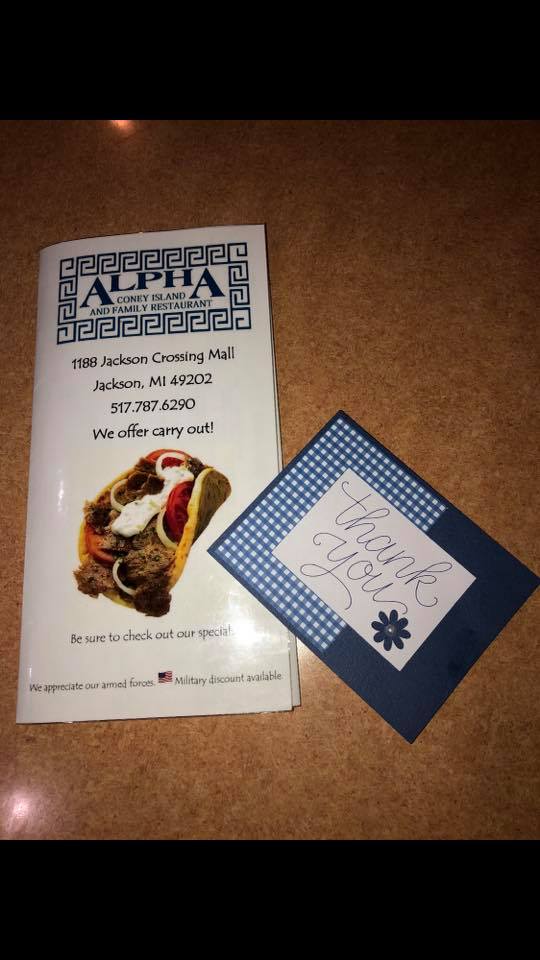 ALPHA
CONEY ISLAND
AND FAMILY RESTAURANT
1188 Jackson Crossing Mall
Jackson, MI 49202
517.787.6290
We offer carry out!
Be sure to check out our special
We appreciate our armed forces. Military discount available.
thank
you